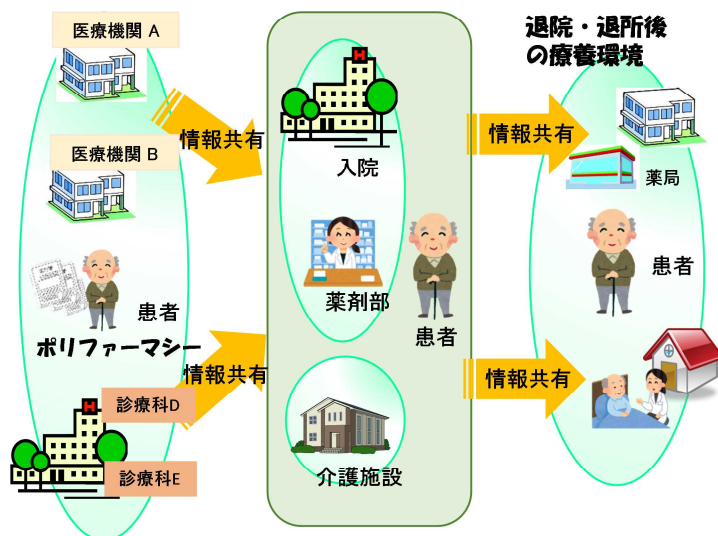 医療機関 A
情報共有
医療機関 B
患者
ポリファーマシー
情報共有
診療科D
診療科E
H
H
入院
薬剤部
患者
介護施設
情報共有
情報共有
退院・退所後
の療養環境
薬局
患者